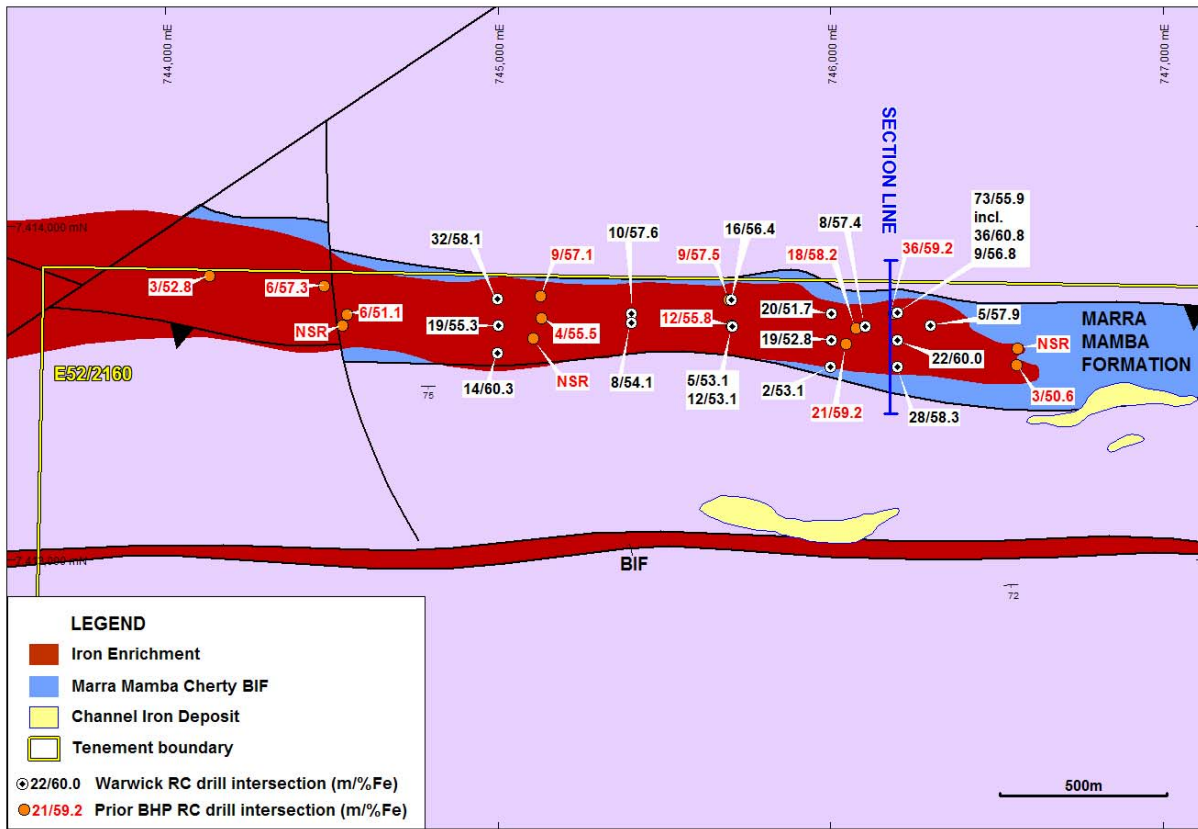 744,000 mE
745,000 mE
746,000 mE
747,000 mE
SECTION LINE
73/55.9
incl.
36/60.8
9/56.8
8/57.4
32/58.1
10/57.6
16/56.4
7,414,000 mN
9/57.1
9/57.5
18/58.2
36/59.2
3/52.8
6/57.3
6/51.1
20/51.7
5/57.9
MARRA
MAMBA
FORMATION
NSR
19/55.3
4/55.5
12/55.8
19/52.8
22/60.0
NSR
E52/2160
75
14/60.3
NSR
8/54.1
5/53.1
12/53.1
2/53.1
21/59.2
28/58.3
3/50.6
BIF
72
LEGEND
Iron Enrichment
Marra Mamba Cherty BIF
Channel Iron Deposit
Tenement boundary
22/60.0 Warwick RC drill intersection (m/%Fe)
21/59.2 Prior BHP RC drill intersection (m/%Fe)
500m